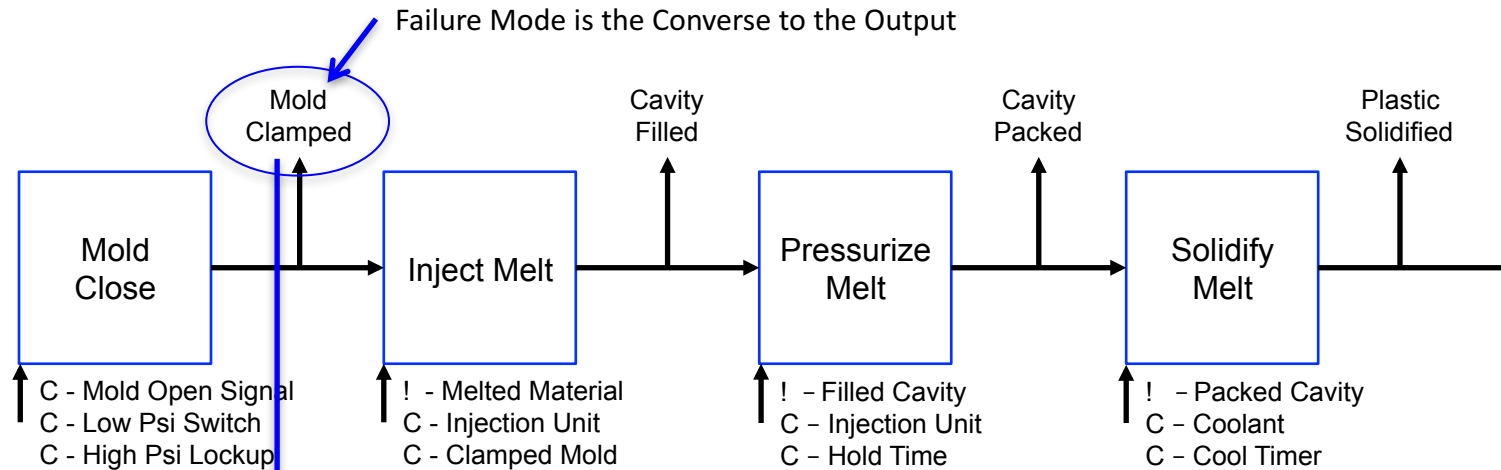 Failure Mode is the Converse to the Output
Mold
Clamped
Cavity
Filled
Cavity
Packed
Plastic
Solidified
Mold
Close
Inject Melt
Pressurize
Melt
Solidify
Melt
C - Mold Open Signal
C - Low Psi Switch
C - High Psi Lockup
! - Melted Material
C - Injection Unit
C - Clamped Mold
! – Filled Cavity
C – Injection Unit
C – Hold Time
! – Packed Cavity
C – Coolant
C – Cool Timer